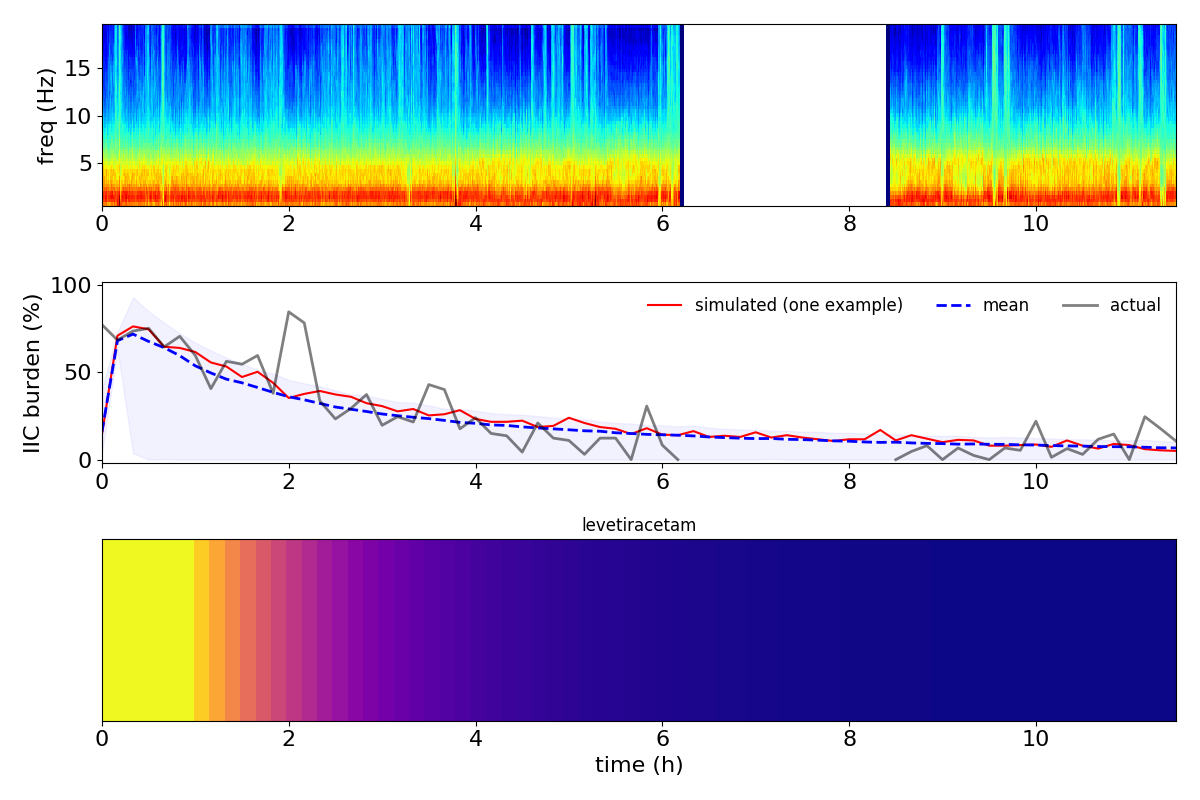 freq (Hz)
15
10
5
0 2 4 6 8 10
IIC burden (%)
100
50
0
simulated (one example) mean actual
0 2 4 6 8 10
levetiracetam
0 2 4 6 8 10
time (h)